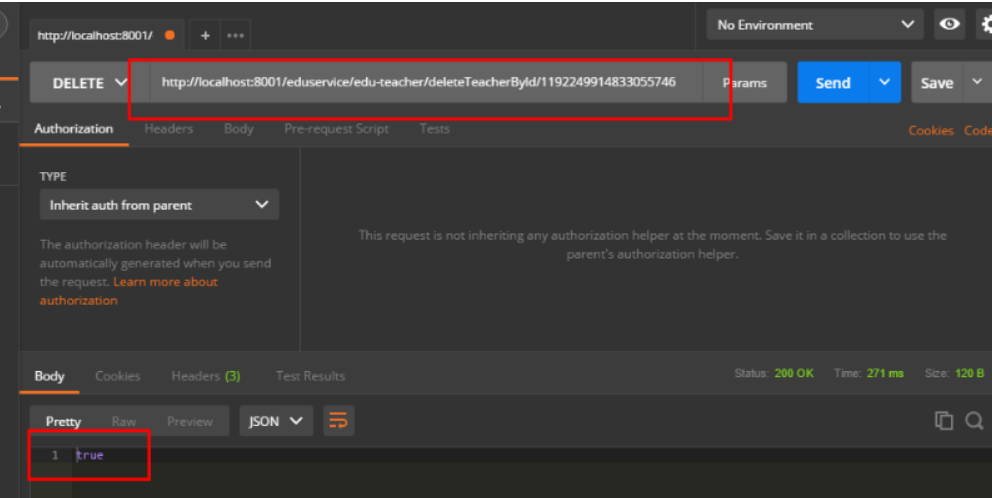 http://localhost:8001/
No Environment
DELETE http://localhost:8001/eduservice/edu-teacher/deleteTeacherById/1192249914833055746 Params Send Save
Authorization Headers Body Pre-request Script Tests Cookies Code
TYPE
Inherit auth from parent
The authorization header will be
automatically generated when you send
the request. Learn more about
authorization
This request is not inheriting any authorization helper at the moment. Save it in a collection to use the
parent's authorization helper.
Body Cookies Headers (3) Test Results Status: 200 OK Time: 271 ms Size: 120 B
Pretty Raw Preview JSON
1 true